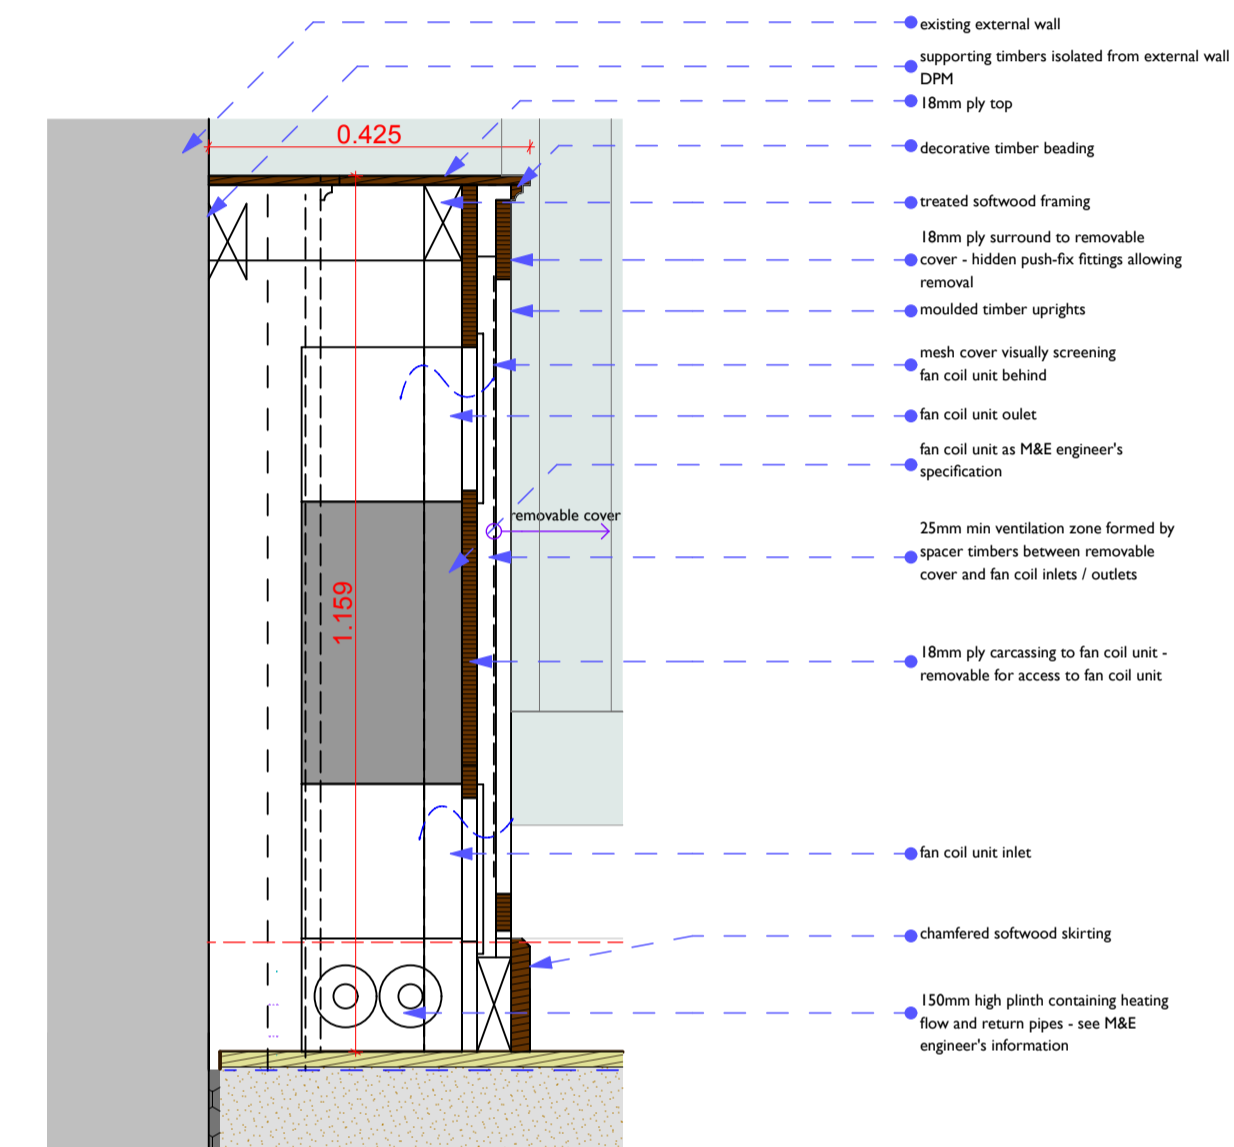 existing external wall
supporting timbers isolated from external wall
DPM
18mm ply top
0.425
decorative timber beading
treated softwood framing
18mm ply surround to removable
cover - hidden push-fix fittings allowing
removal
moulded timber uprights
mesh cover visually screening
fan coil unit behind
fan coil unit oulet
fan coil unit as M&E engineer's
specification
removable cover
25mm min ventilation zone formed by
spacer timbers between removable
cover and fan coil inlets / outlets
1.159
18mm ply carcassing to fan coil unit -
removable for access to fan coil unit
fan coil unit inlet
chamfered softwood skirting
150mm high plinth containing heating
flow and return pipes - see M&E
engineer's information